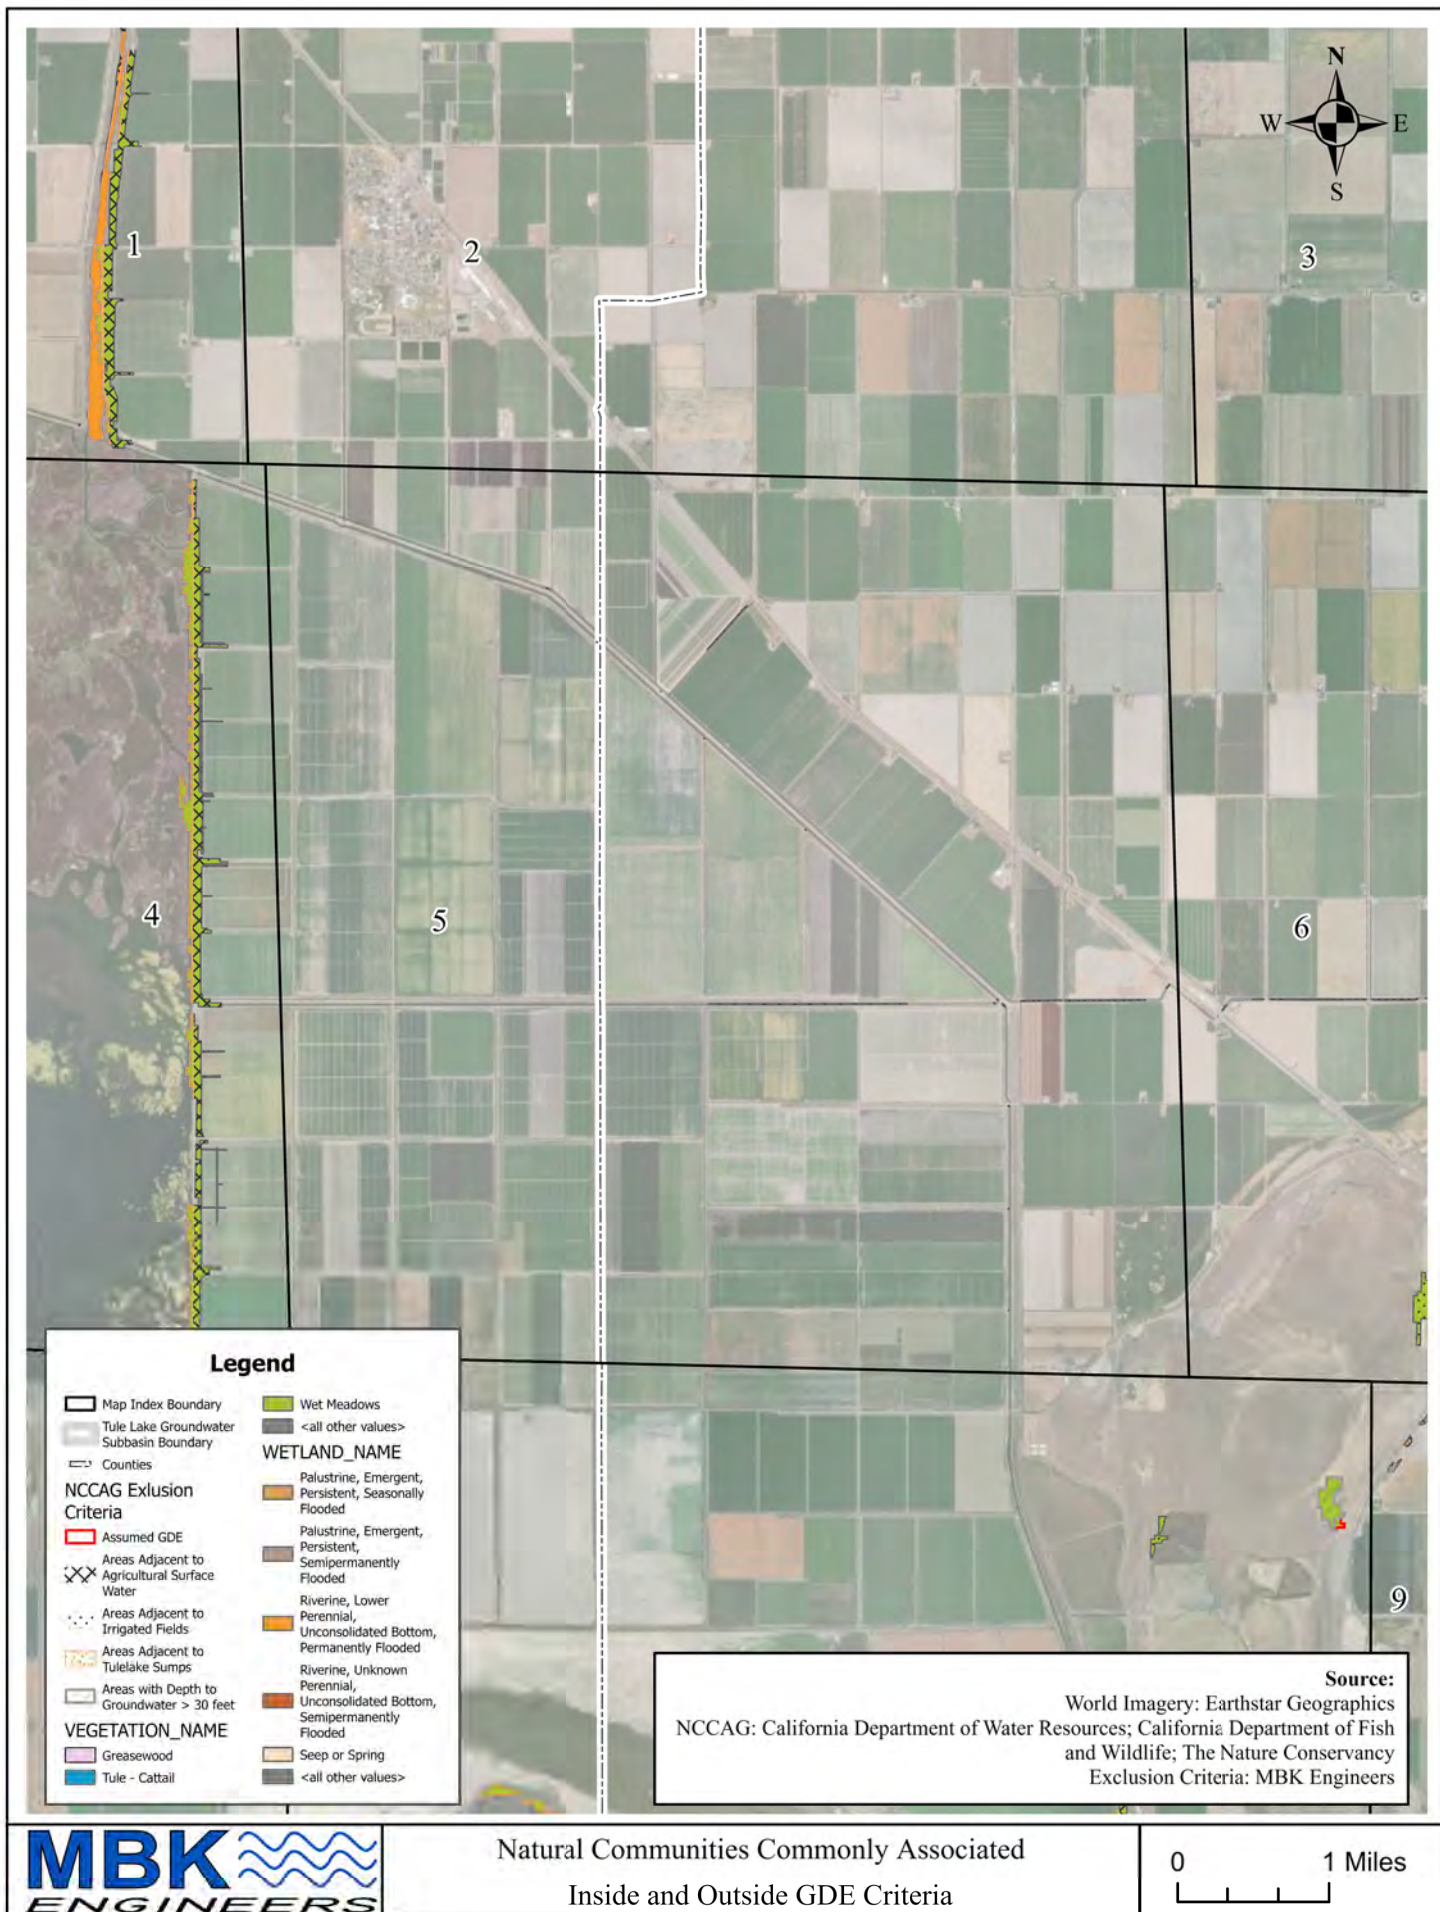 N
W E
S
1
2
3
4
5
6
9
Legend
Map Index Boundary
Tule Lake Groundwater
Subbasin Boundary
Counties
NCCAG Exlusion
Criteria
Assumed GDE
Areas Adjacent to
Agricultural Surface
Water
Areas Adjacent to
Irrigated Fields
Areas Adjacent to
Tulelake Sumps
Areas with Depth to
Groundwater > 30 feet
VEGETATION_NAME
Greasewood
Tule - Cattail
Wet Meadows
<all other values>
WETLAND_NAME
Palustrine, Emergent,
Persistent, Seasonally
Flooded
Palustrine, Emergent,
Persistent,
Semipermanently
Flooded
Riverine, Lower
Perennial,
Unconsolidated Bottom,
Permanently Flooded
Riverine, Unknown
Perennial,
Unconsolidated Bottom,
Semipermanently
Flooded
Seep or Spring
<all other values>
Source:
World Imagery: Earthstar Geographics
NCCAG: California Department of Water Resources; California Department of Fish
and Wildlife; The Nature Conservancy
Exclusion Criteria: MBK Engineers
MBK
ENGINEERS
Natural Communities Commonly Associated
Inside and Outside GDE Criteria
0 1 Miles